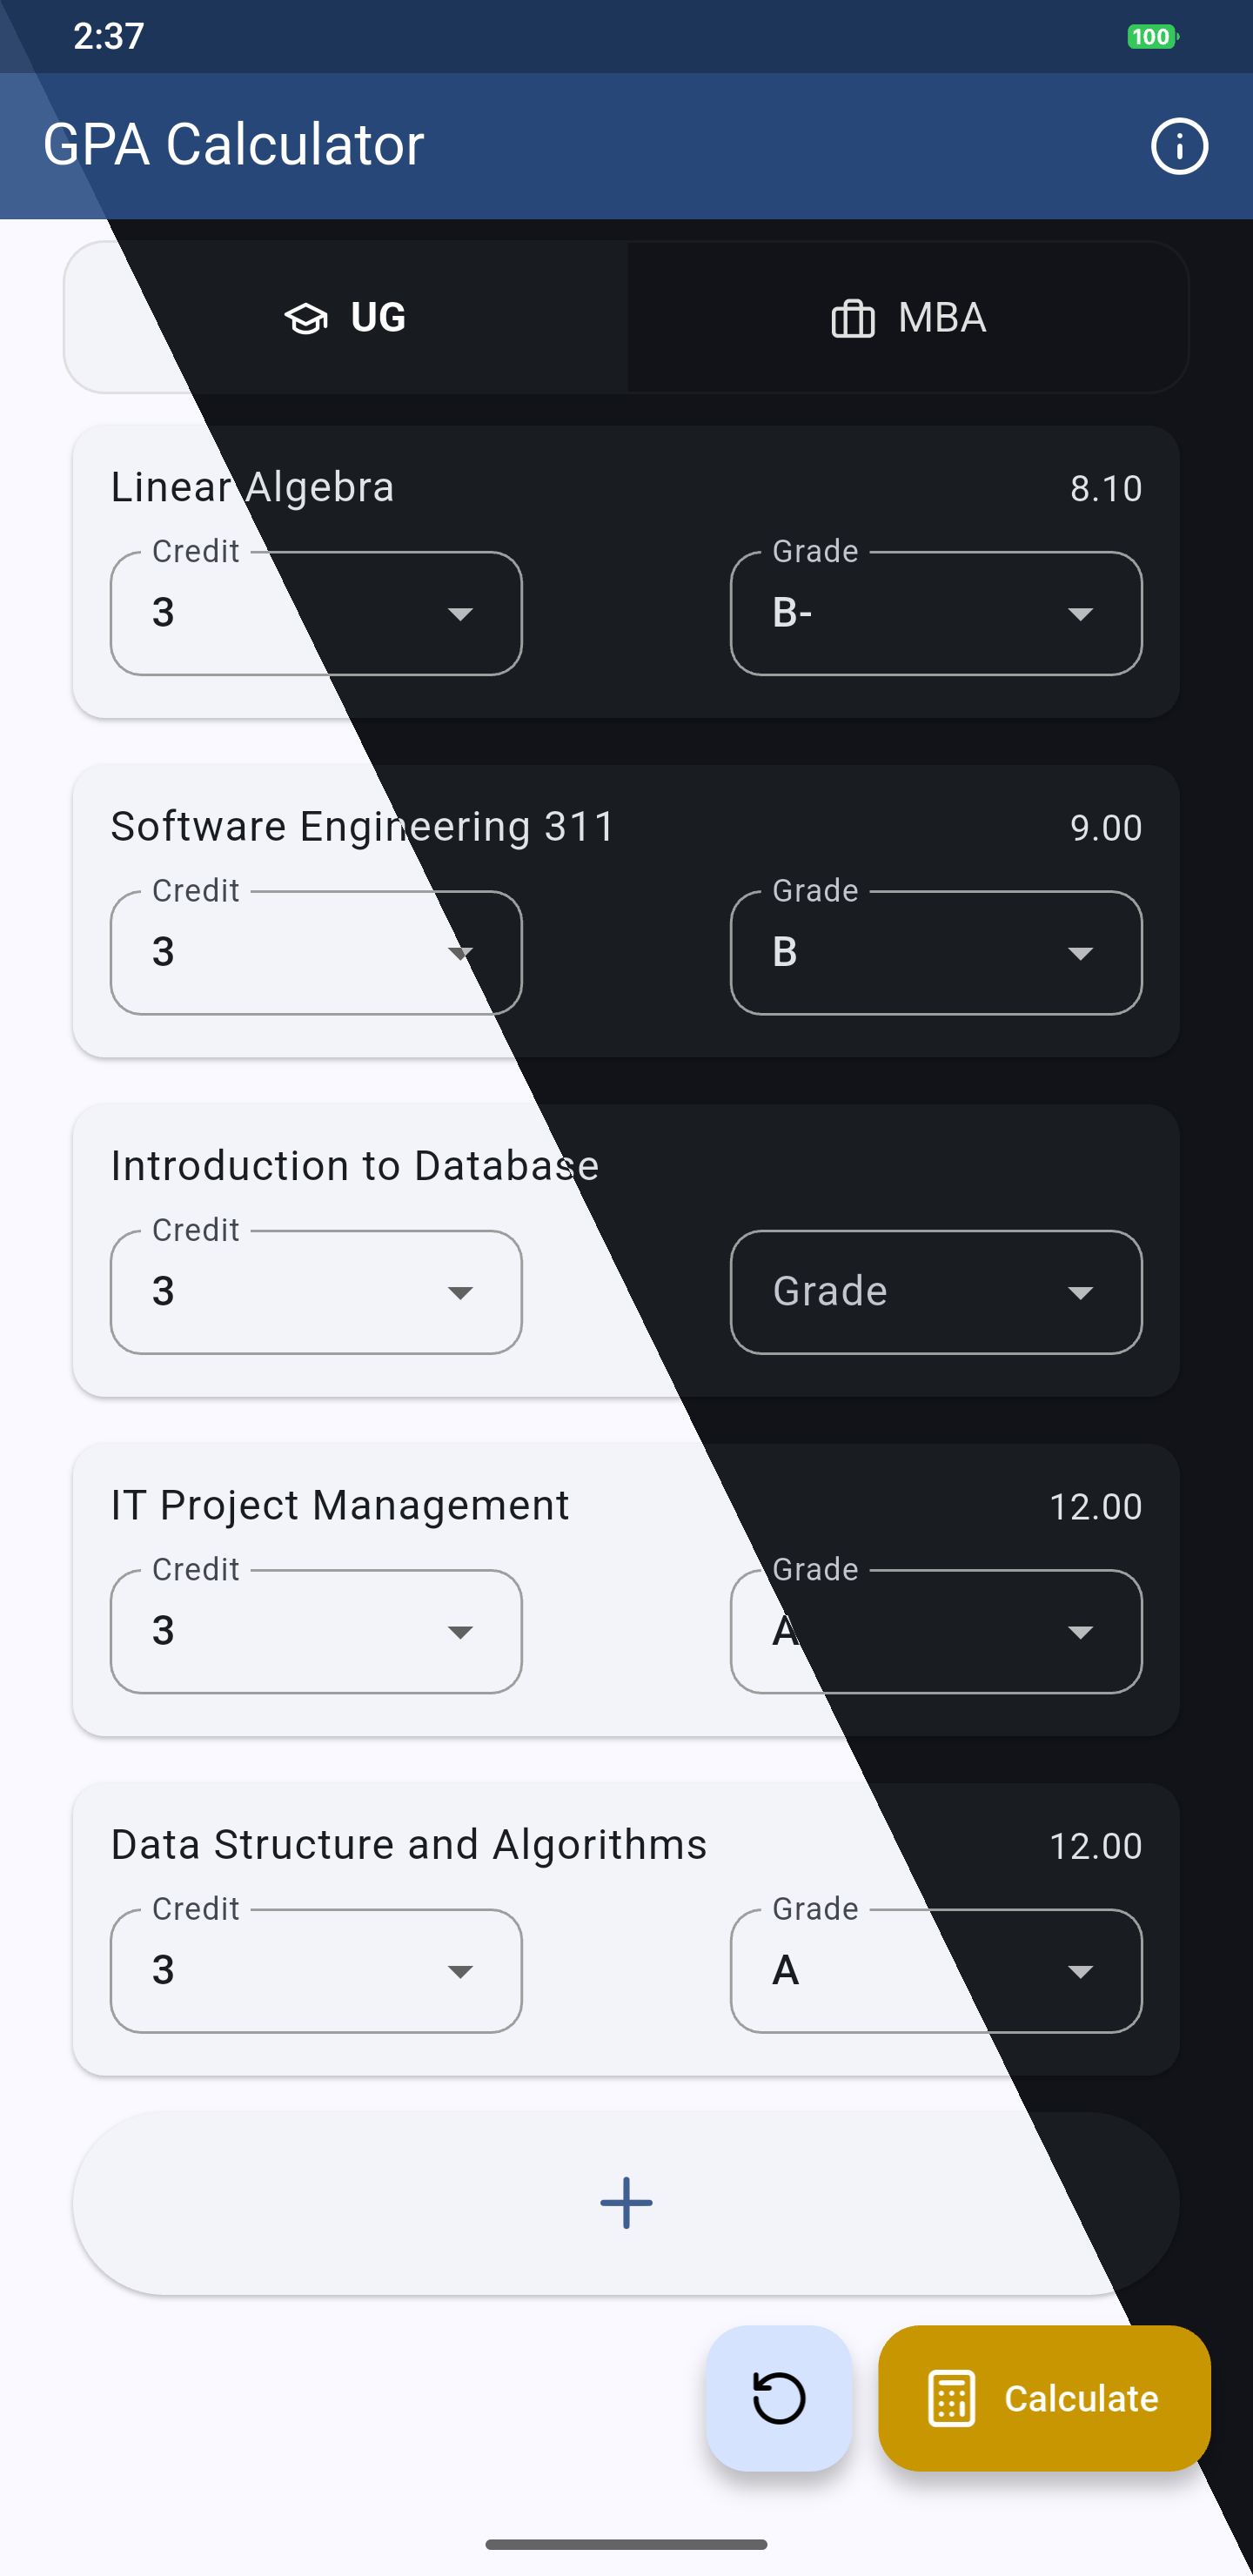 2:37
100
GPA Calculator
UG
MBA
Linear Algebra
8.10
Credit
Grade
3
B-
Software Engineering 311
9.00
Credit
Grade
3
B
Introduction to Database
Credit
3
Grade
IT Project Management
12.00
Credit
Grade
3
A
Data Structure and Algorithms
12.00
Credit
Grade
3
A
Calculate